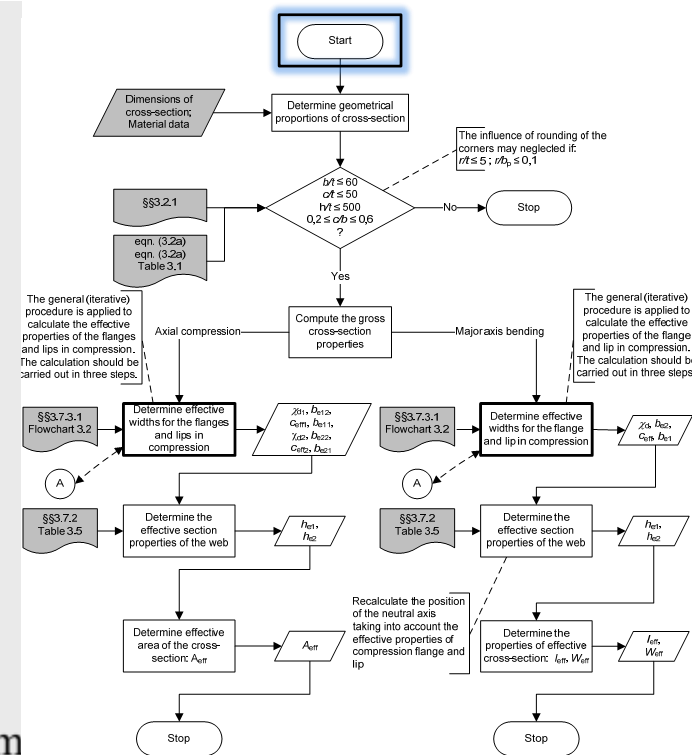 Start
Dimensions of
cross-section;
Material data
Determine geometrical
proportions of cross-section
The influence of rounding of the
corners may neglected if:
r/t ≤ 5 ; r/bp ≤ 0,1
b/t ≤ 60
c/t ≤ 50
h/t ≤ 500
0,2 ≤ c/b ≤ 0,6
?
§§3.2.1
No
Stop
eqn. (3.2a)
eqn. (3.2a)
Table 3.1
Yes
The general (iterative)
procedure is applied to
calculate the effective
properties of the flanges
and lips in compression.
The calculation should be
carried out in three steps.
Axial compression
Compute the gross
cross-section
properties
Major axis bending
The general (iterative)
procedure is applied to
calculate the effective
properties of the flange
and lip in compression.
The calculation should be
carried out in three steps
§§3.7.3.1
Flowchart 3.2
Determine effective
widths for the flanges
and lips in
compression
χd1, be12,
ceff1, be11,
χd2, be22,
ceff2, be21
§§3.7.3.1
Flowchart 3.2
Determine effective
widths for the flange
and lip in compression
χd, be2,
ceff, be1
A
A
§§3.7.2
Table 3.5
Determine the
effective section
properties of the web
he1,
he2
§§3.7.2
Table 3.5
Determine the
effective section
properties of the web
he1,
he2
Recalculate the position
of the neutral axis
taking into account the
effective properties of
compression flange and
lip
Determine effective
area of the cross-
section: Aeff
Aeff
Determine the
properties of effective
cross-section: Ieff, Weff
Ieff,
Weff
Stop
Stop
m